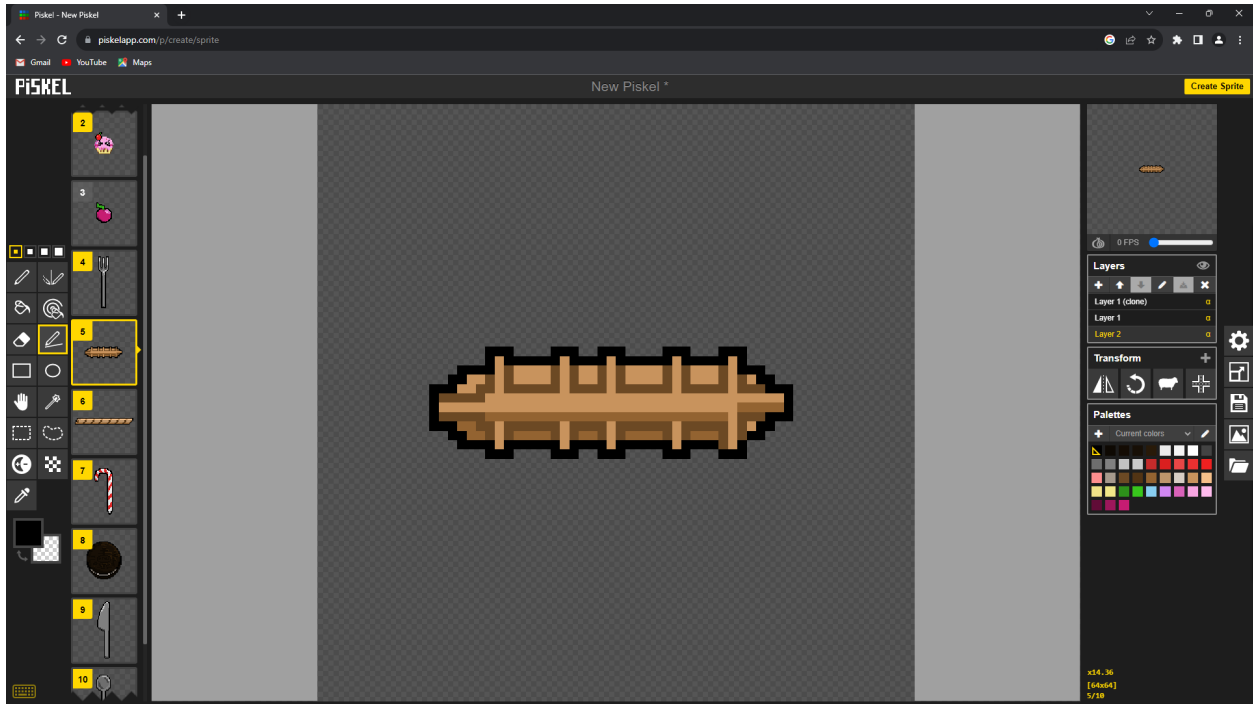 Piskel - New Piskel
piskelapp.com/p/create/sprite
Gmail YouTube Maps
PiSKEL
New Piskel *
Create Sprite
2
3
4
5
6
7
8
9
10
0 FPS
Layers
Layer 1 (clone) α
Layer 1 α
Layer 2 α
Transform
Palettes
Current colors
x14.36
[64x64]
5/10